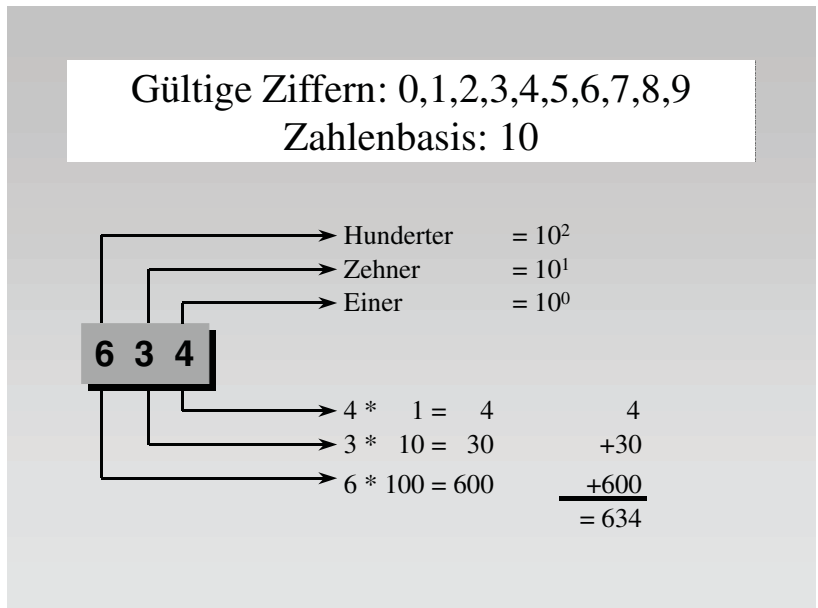 Gültige Ziffern: 0,1,2,3,4,5,6,7,8,9
Zahlenbasis: 10
Hunderter = 10²
Zehner = 10¹
Einer = 10⁰
6 3 4
4 * 1 = 4 4
3 * 10 = 30 +30
6 * 100 = 600 +600
= 634